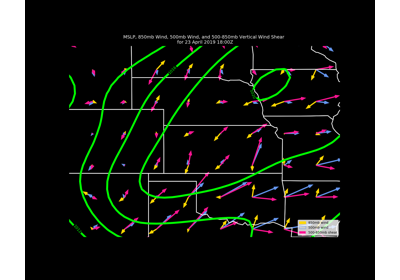 MSLP, 850mb Wind, 500mb Wind, and 500-850mb Vertical Wind Shear
for 23 April 2019 18:00Z
850mb wind
500mb wind
500-850mb shear